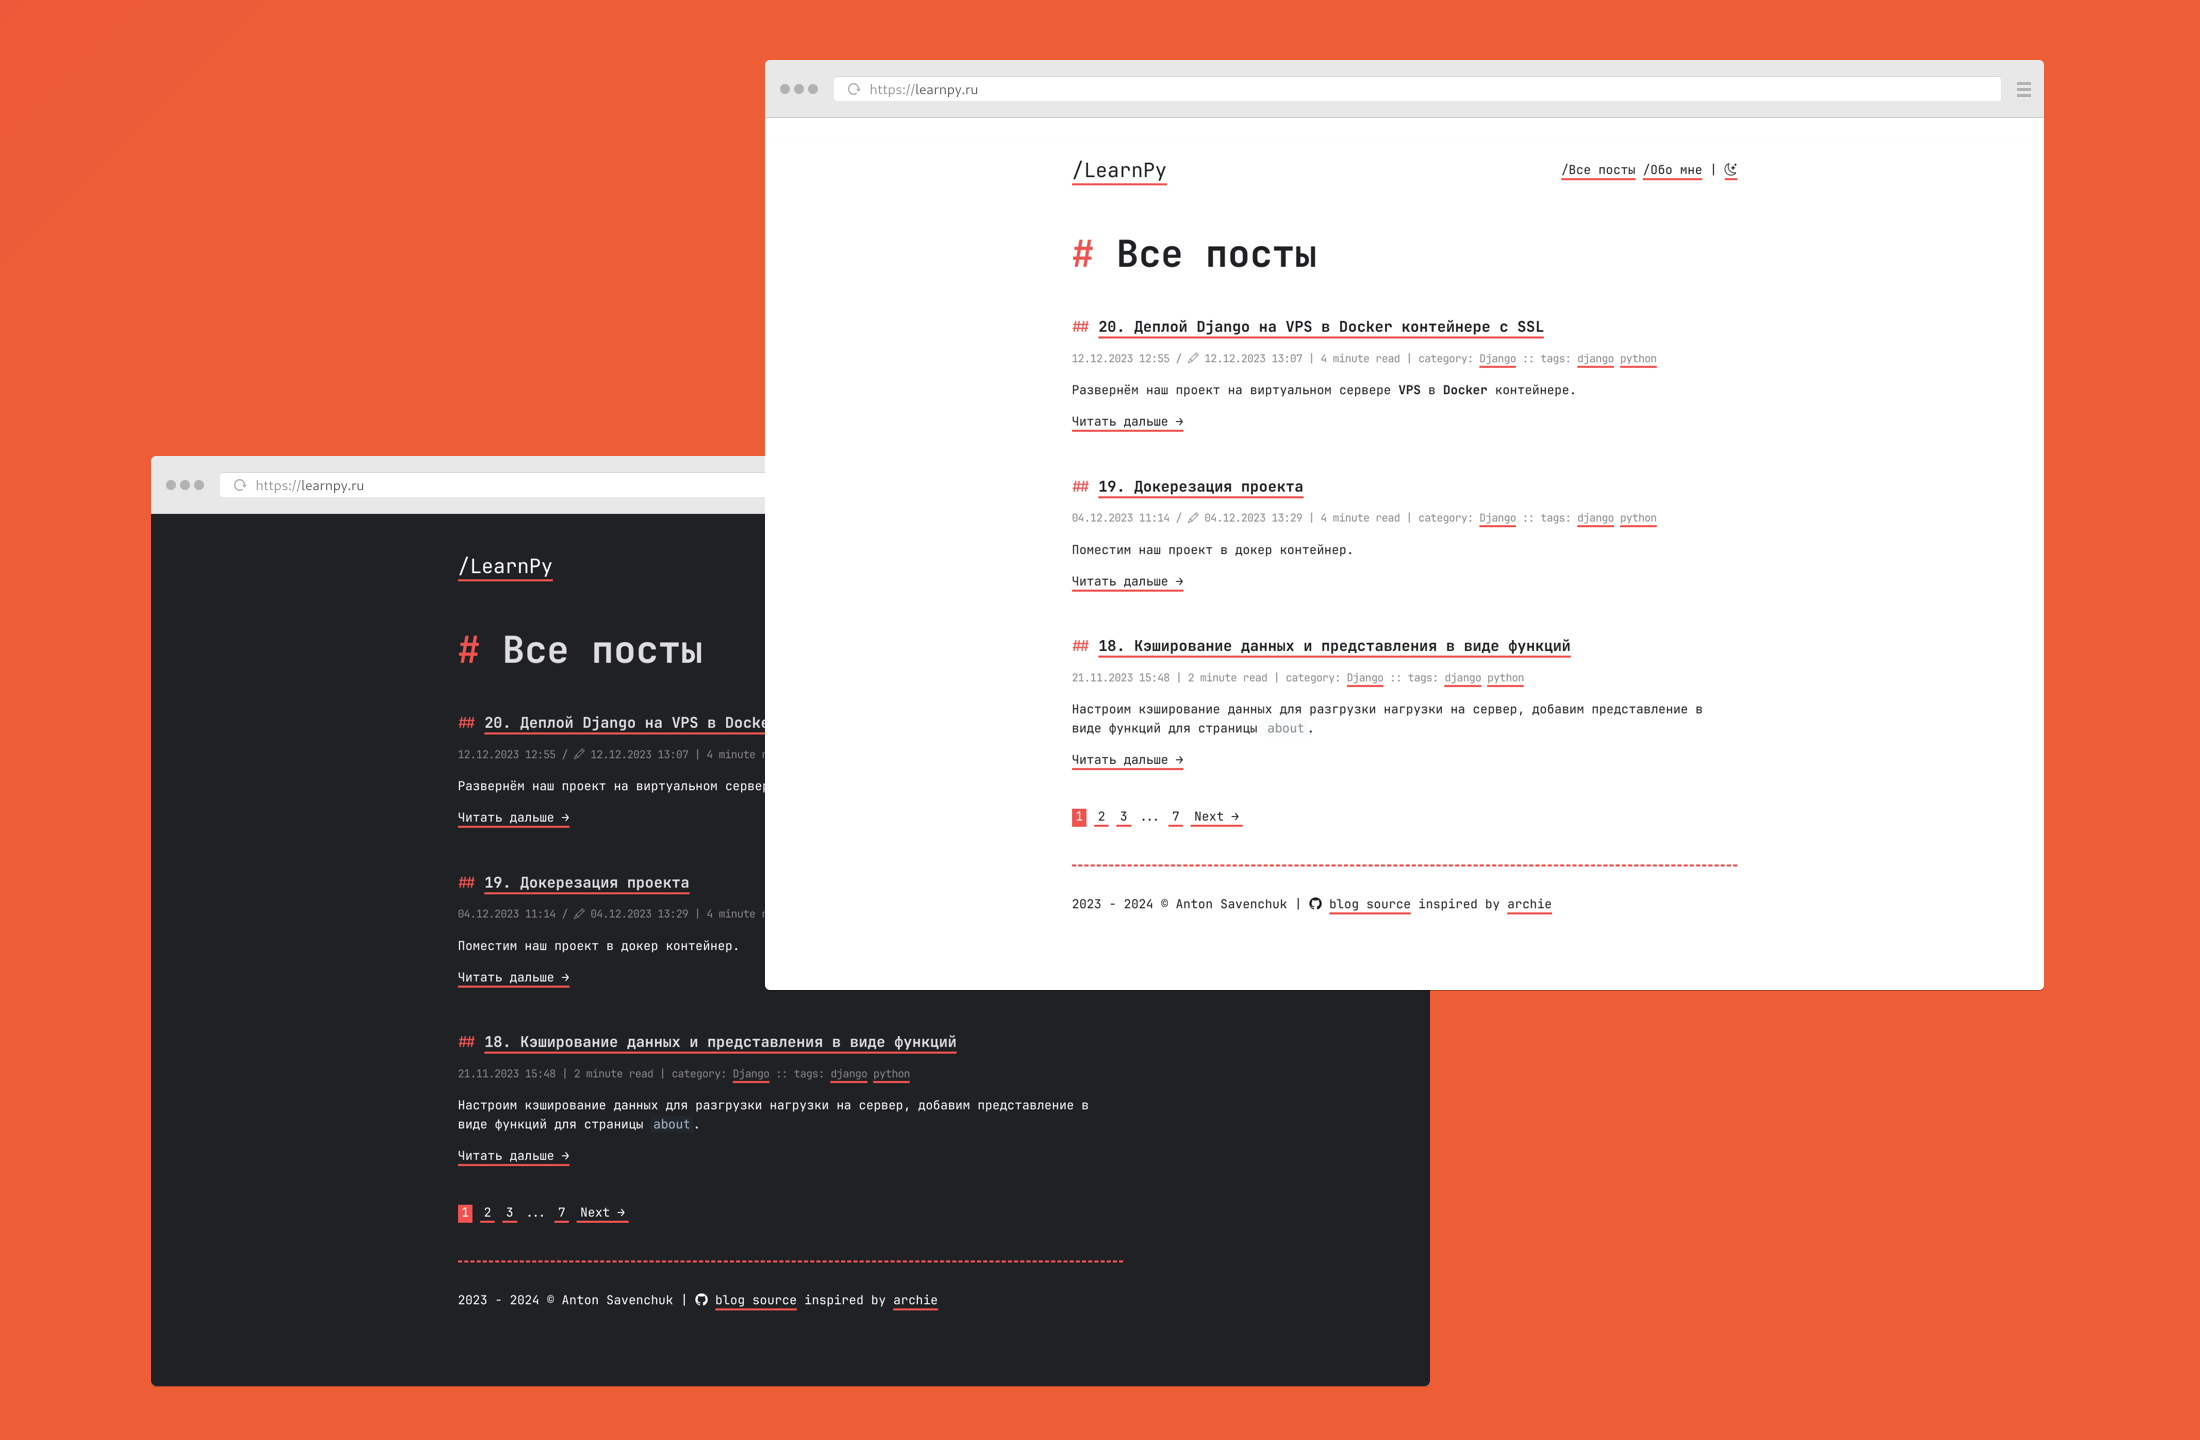 https://learnpy.ru
/LearnPy
/Все посты /Обо мне |
# Все посты
## 20. Деплой Django на VPS в Docker контейнере с SSL
12.12.2023 12:55 / 12.12.2023 13:07 | 4 minute read | category: Django :: tags: django python
Развернём наш проект на виртуальном сервере VPS в Docker контейнере.
Читать дальше →
## 19. Докерезация проекта
04.12.2023 11:14 / 04.12.2023 13:29 | 4 minute read | category: Django :: tags: django python
Поместим наш проект в докер контейнер.
Читать дальше →
## 18. Кэширование данных и представления в виде функций
21.11.2023 15:48 | 2 minute read | category: Django :: tags: django python
Настроим кэширование данных для разгрузки нагрузки на сервер, добавим представление в
виде функций для страницы about.
Читать дальше →
1 2 3 ... 7 Next →
2023 - 2024 © Anton Savenchuk | blog source inspired by archie
https://learnpy.ru
/LearnPy
# Все посты
## 20. Деплой Django на VPS в Docke
12.12.2023 12:55 / 12.12.2023 13:07 | 4 minute
Развернём наш проект на виртуальном сервер
Читать дальше →
## 19. Докерезация проекта
04.12.2023 11:14 / 04.12.2023 13:29 | 4 minute
Поместим наш проект в докер контейнер.
Читать дальше →
## 18. Кэширование данных и представления в виде функций
21.11.2023 15:48 | 2 minute read | category: Django :: tags: django python
Настроим кэширование данных для разгрузки нагрузки на сервер, добавим представление в
виде функций для страницы about.
Читать дальше →
1 2 3 ... 7 Next →
2023 - 2024 © Anton Savenchuk | blog source inspired by archie